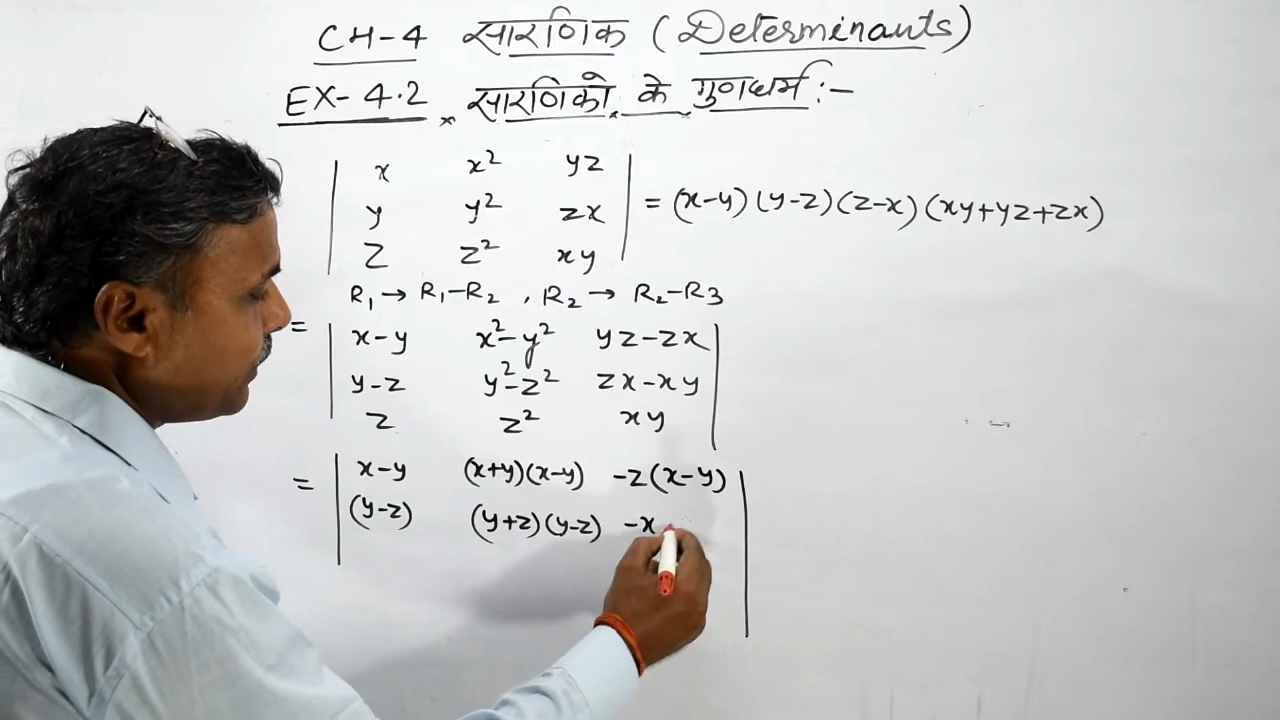 CH-4 सारणिक (Determinants)
EX-4.2 सारणिको के गुणधर्म :-
| x x² yz |
| y y² zx | = (x-y)(y-z)(z-x)(xy+yz+zx)
| z z² xy |
R₁ → R₁-R₂ , R₂ → R₂-R₃
= | x-y x²-y² yz-zx |
| y-z y²-z² zx-xy |
| z z² xy |
= | x-y (x+y)(x-y) -z(x-y) |
| (y-z) (y+z)(y-z) -x